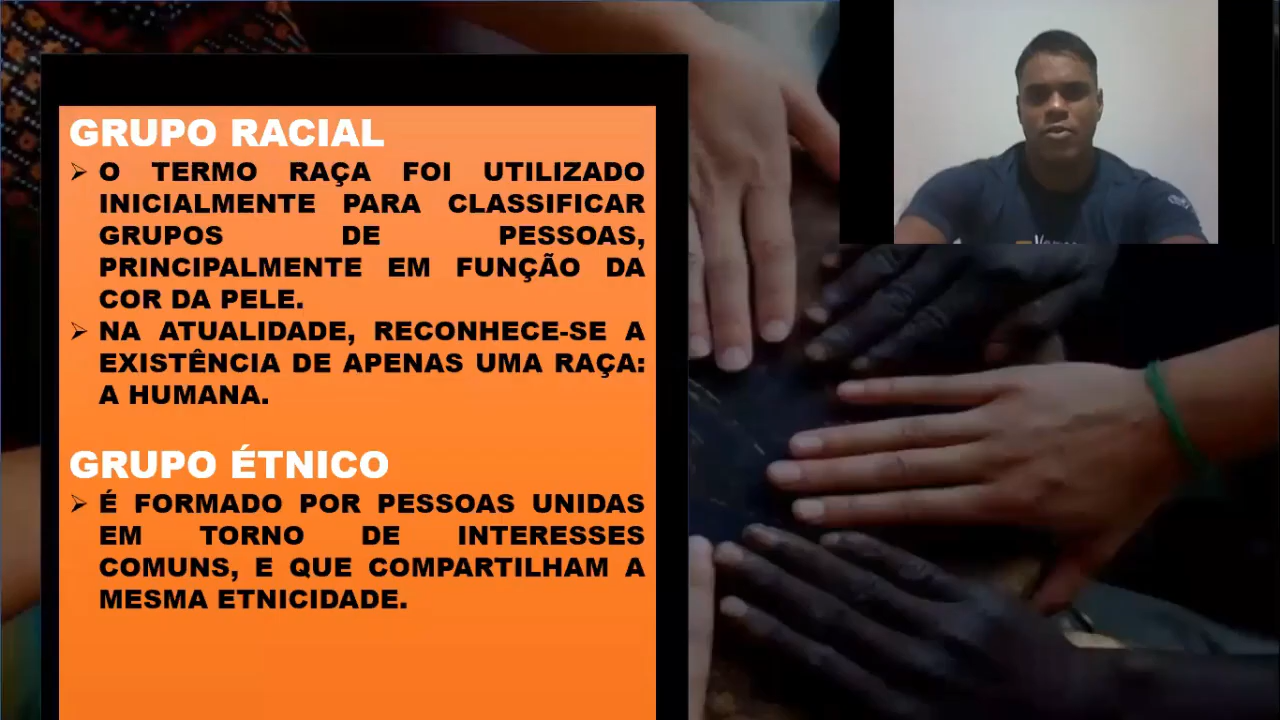 GRUPO RACIAL
➢ O TERMO RAÇA FOI UTILIZADO
INICIALMENTE PARA CLASSIFICAR
GRUPOS DE PESSOAS,
PRINCIPALMENTE EM FUNÇÃO DA
COR DA PELE.
➢ NA ATUALIDADE, RECONHECE-SE A
EXISTÊNCIA DE APENAS UMA RAÇA:
A HUMANA.
GRUPO ÉTNICO
➢ É FORMADO POR PESSOAS UNIDAS
EM TORNO DE INTERESSES
COMUNS, E QUE COMPARTILHAM A
MESMA ETNICIDADE.